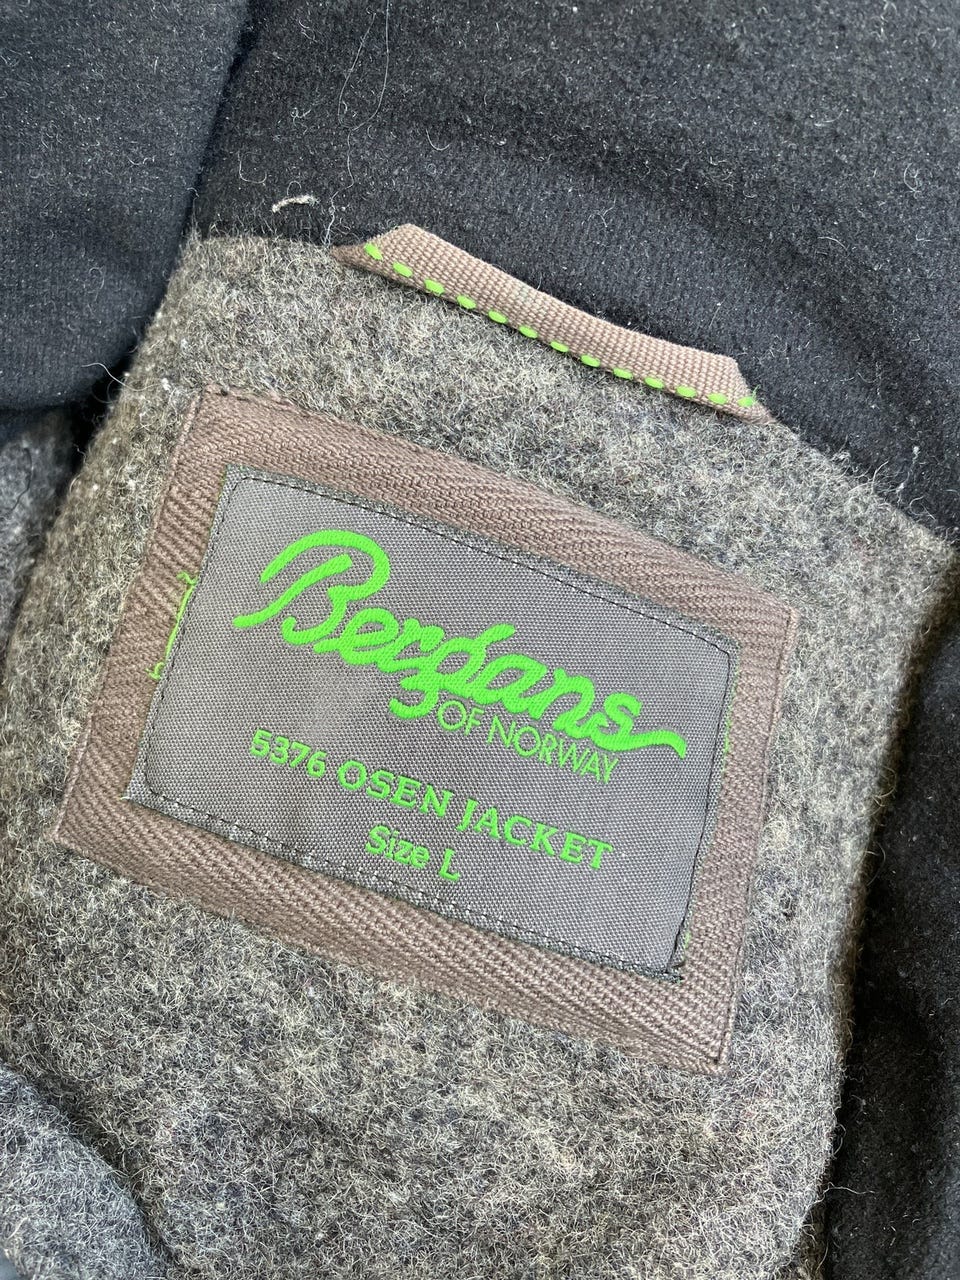 Bergans
OF NORWAY
5376 OSEN JACKET
Size L